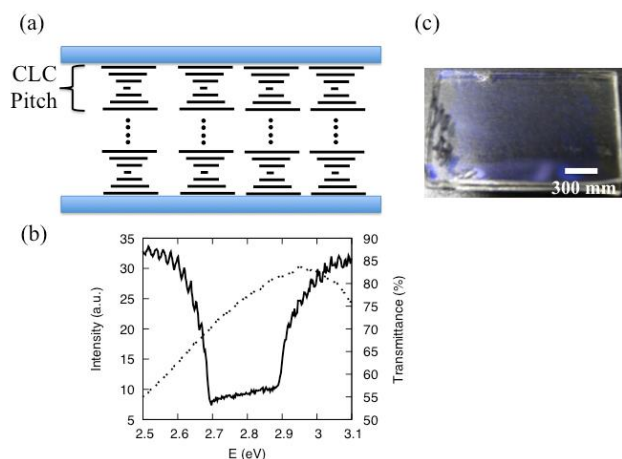 (a)
CLC
Pitch
(c)
300 mm
(b)
35
30
25
20
15
10
5
Intensity (a.u.)
90
85
80
75
70
65
60
55
50
Transmittance (%)
2.5 2.6 2.7 2.8 2.9 3 3.1
E (eV)